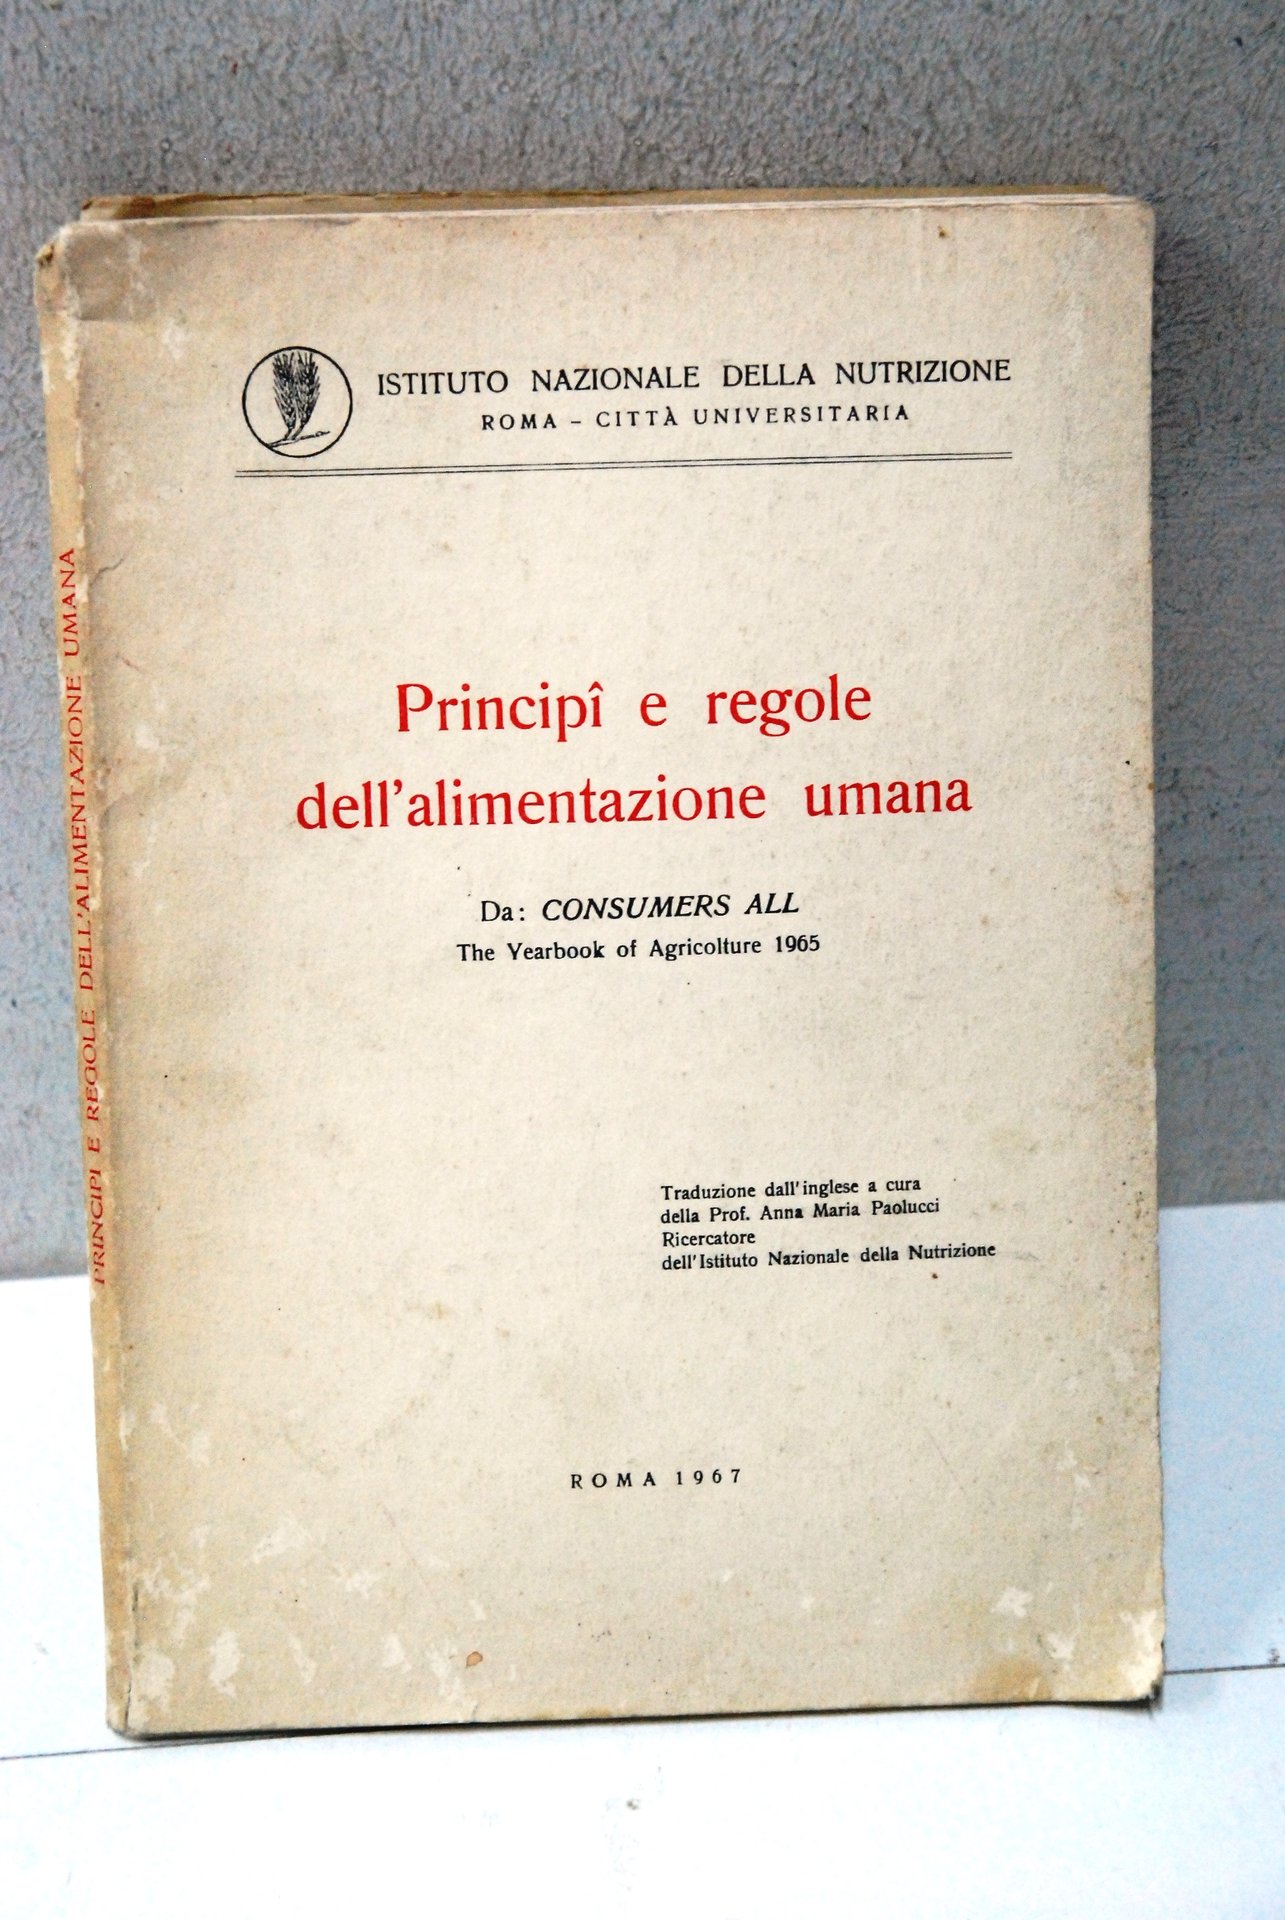 ISTITUTO NAZIONALE DELLA NUTRIZIONE
ROMA – CITTÀ UNIVERSITARIA
Principî e regole
dell'alimentazione umana
Da: CONSUMERS ALL
The Yearbook of Agricolture 1965
Traduzione dall'inglese a cura
della Prof. Anna Maria Paolucci
Ricercatore
dell'Istituto Nazionale della Nutrizione
ROMA 1967
PRINCIPI E REGOLE DELL'ALIMENTAZIONE UMANA